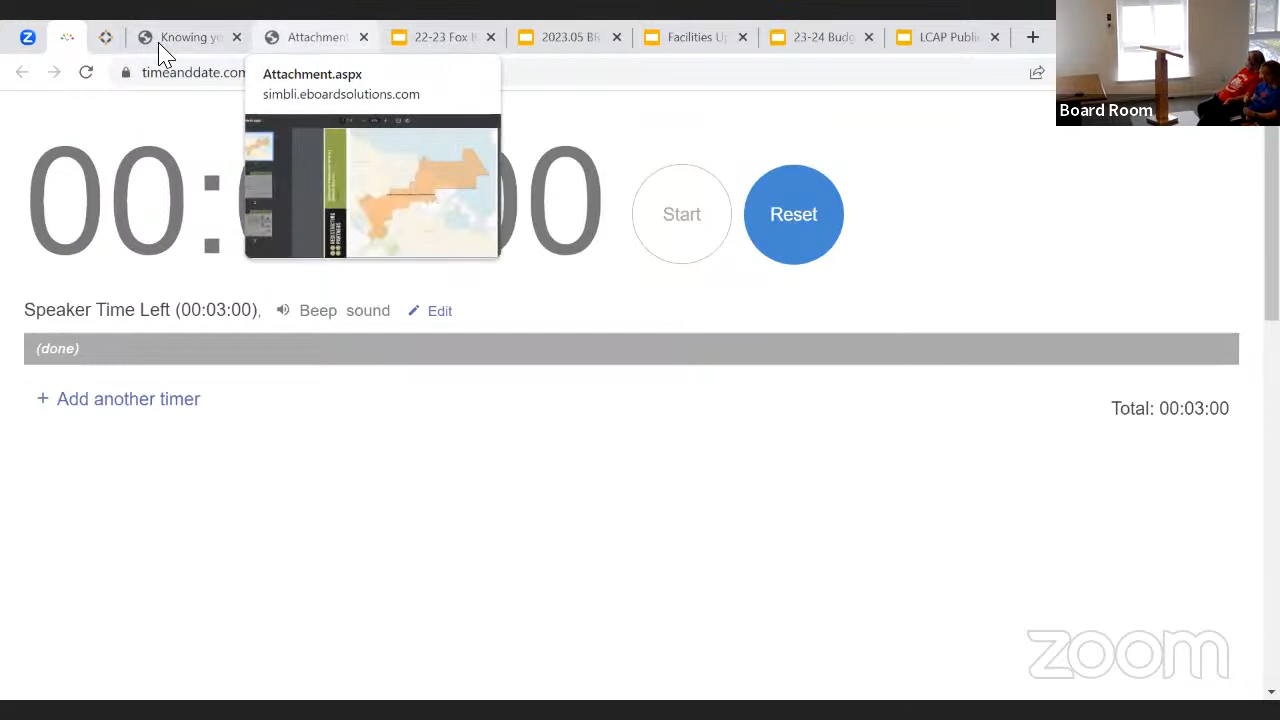 Knowing yo
Attachment
22-23 Fox
2023.05
Facilities Up
23-24 Budg
LCAP Publi
timeanddate.com
Attachment.aspx
simbli.eboardsolutions.com
Board Room
00:
00
Start
Reset
Speaker Time Left (00:03:00),
Beep sound
Edit
(done)
+ Add another timer
Total: 00:03:00
zoom